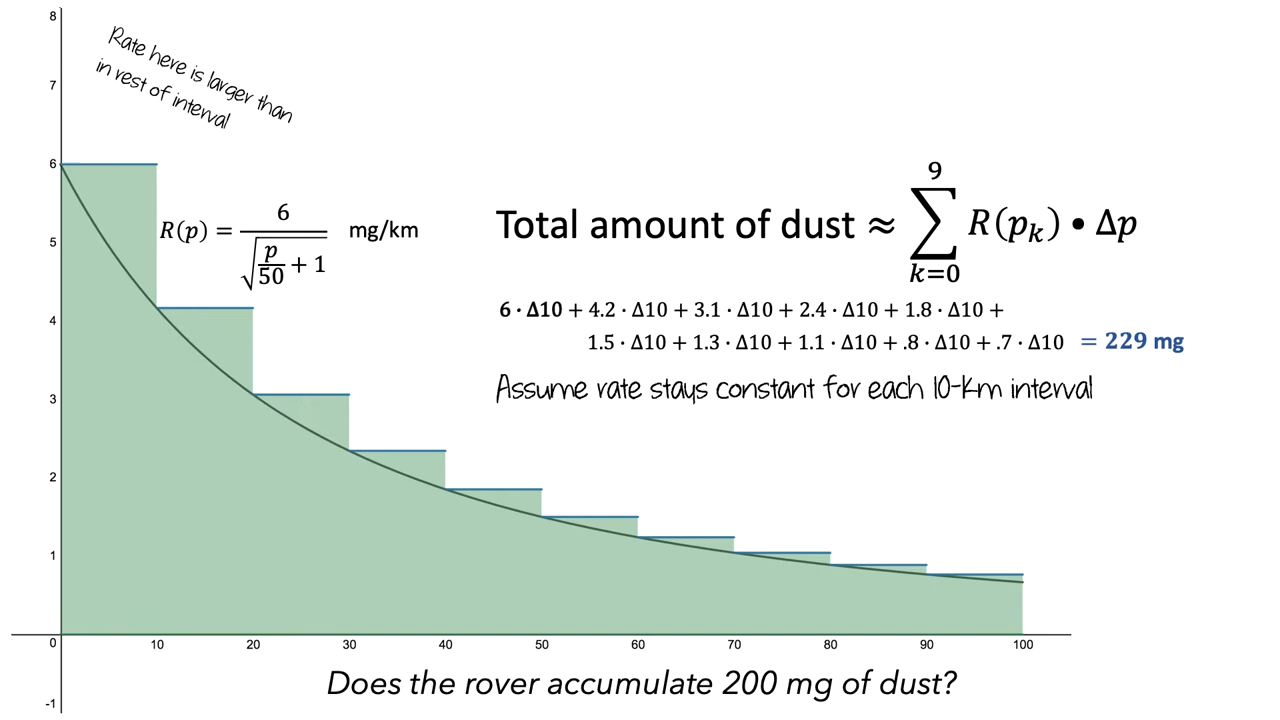 8
Rate here is larger than
in rest of interval
7
6
R(p) = 6/√(p/50 + 1) mg/km
Total amount of dust ≈ ∑_{k=0}^{9} R(p_k) • Δp
5
6 · Δ10 + 4.2 · Δ10 + 3.1 · Δ10 + 2.4 · Δ10 + 1.8 · Δ10 +
1.5 · Δ10 + 1.3 · Δ10 + 1.1 · Δ10 + .8 · Δ10 + .7 · Δ10 = 229 mg
4
Assume rate stays constant for each 10-km interval
3
2
1
0 10 20 30 40 50 60 70 80 90 100
Does the rover accumulate 200 mg of dust?
-1